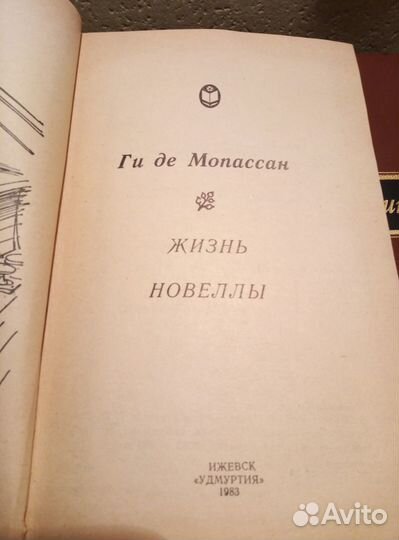 Ги де Мопассан
ЖИЗНЬ
НОВЕЛЛЫ
ИЖЕВСК
«УДМУРТИЯ»
1983
Avito